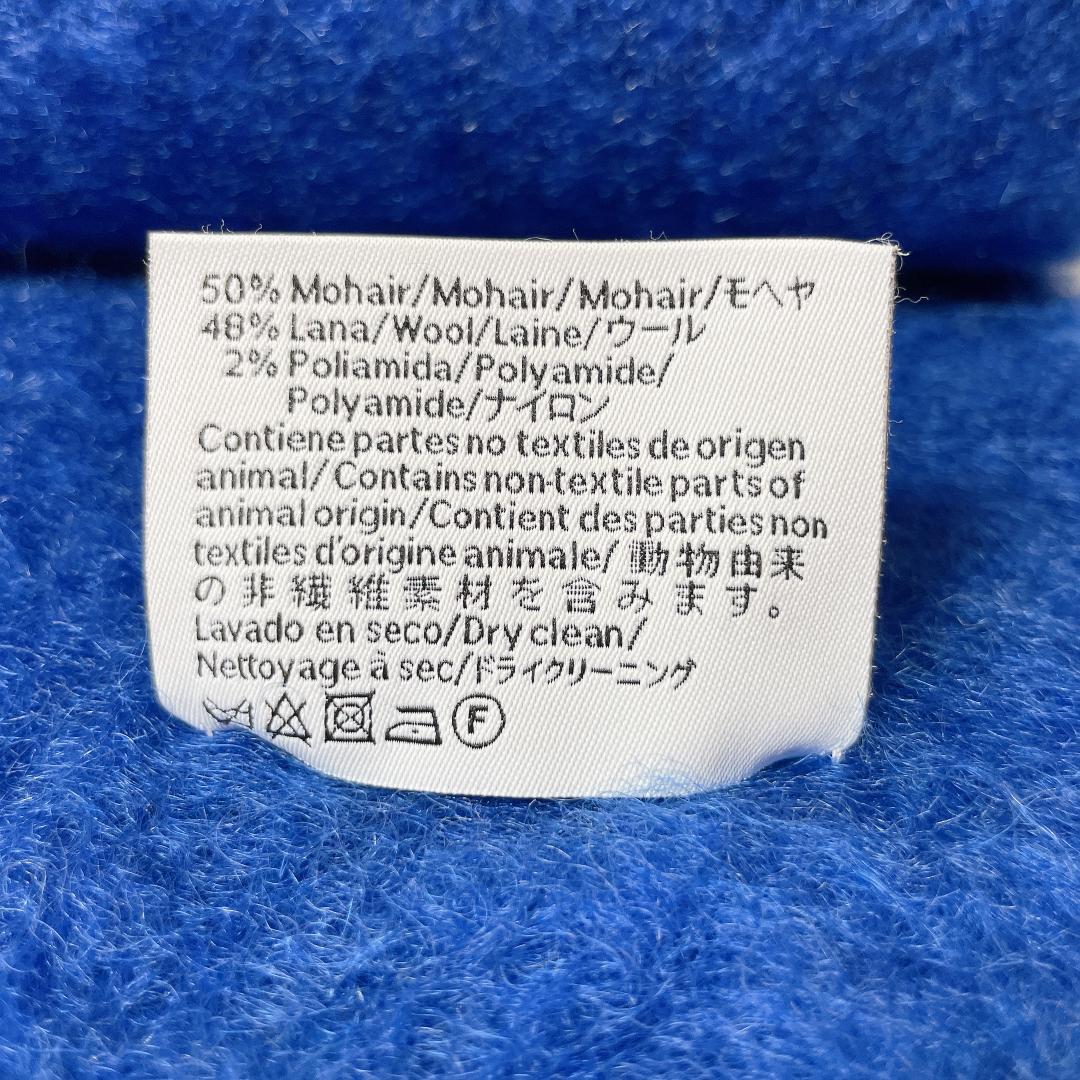 50% Mohair/Mohair/Mohair/モヘヤ
48% Lana/Wool/Laine/ウール
2% Poliamida/Polyamide/
Polyamide/ナイロン
Contiene partes no textiles de origen
animal/Contains non-textile parts of
animal origin/Contient des parties non
textiles d'origine animale/動物由来
の非繊維素材を含みます。
Lavado en seco/Dry clean/
Nettoyage à sec/ドライクリーニング
F